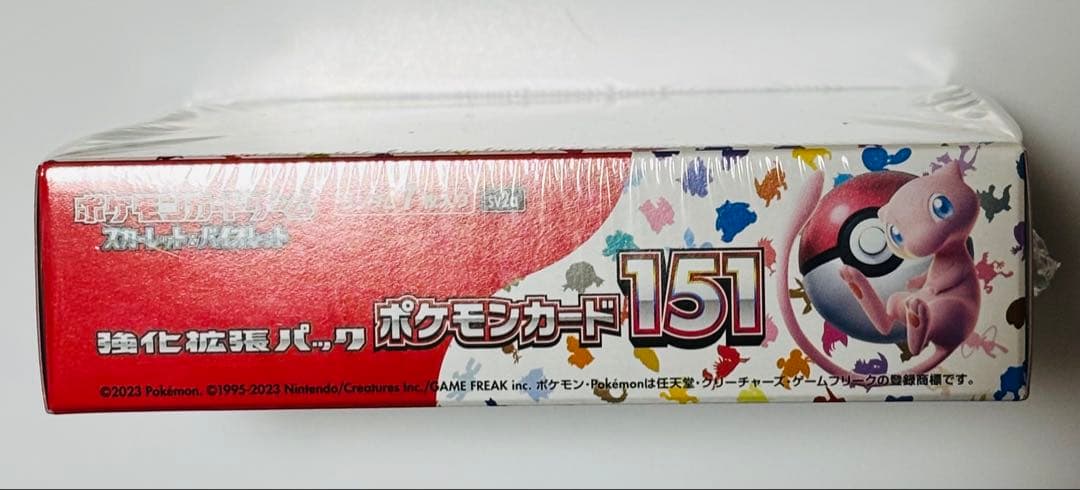 ポケモンカードゲーム
スカーレット&バイオレット
7枚入り
sv2a
強化拡張パック ポケモンカード151
©2023 Pokémon. ©1995-2023 Nintendo/Creatures Inc./GAME FREAK inc. ポケモン・Pokémonは任天堂・クリーチャーズ・ゲームフリークの登録商標です。